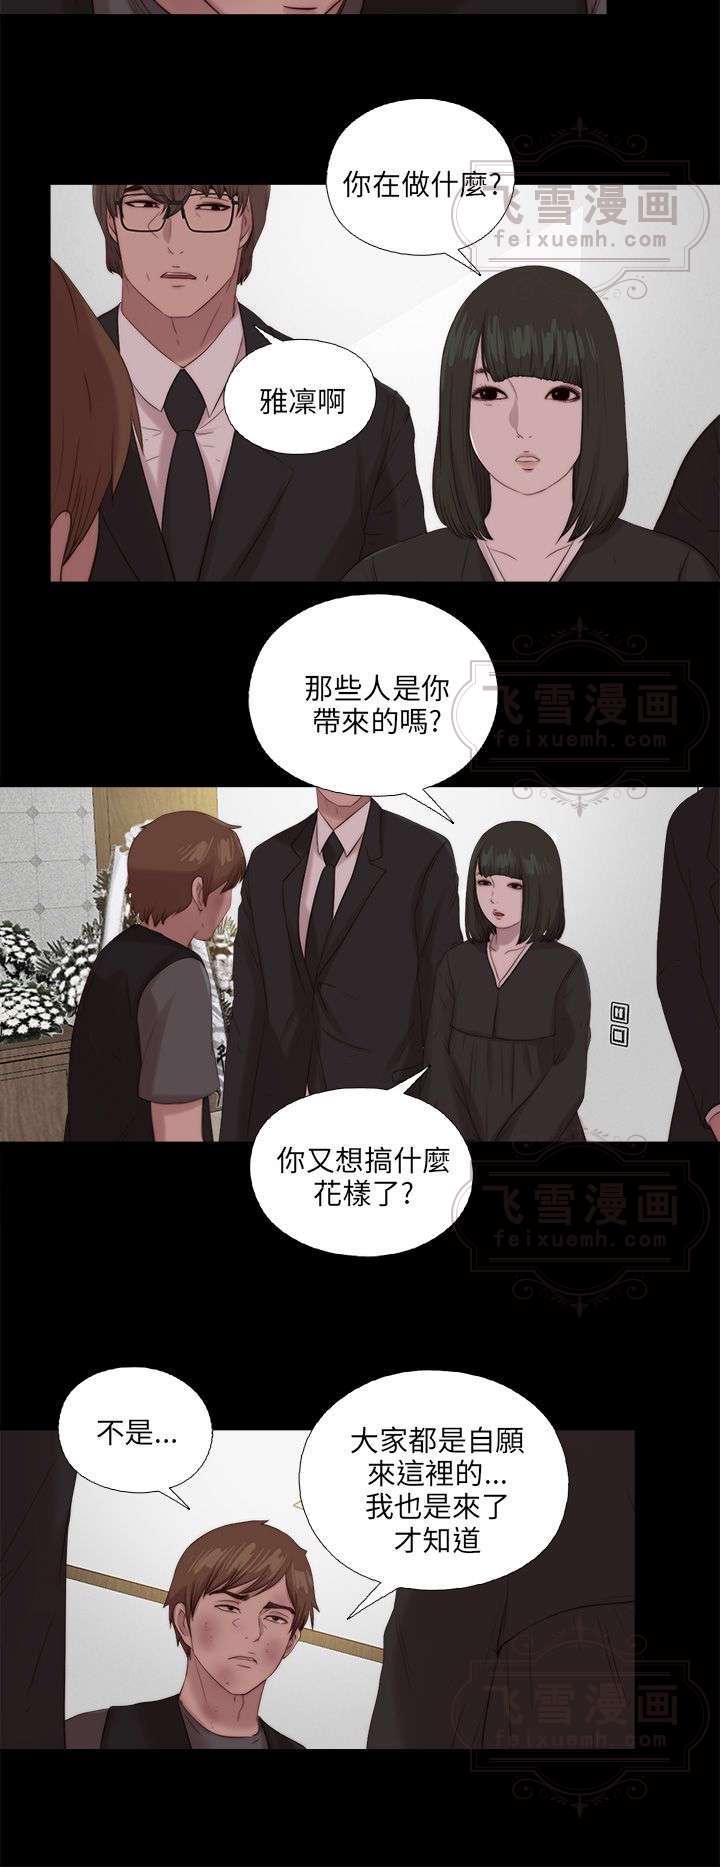 你在做什麼?
飞雪漫画
feixuemh.com
雅凜啊
那些人是你
帶來的嗎?
飞雪漫画
feixuemh.com
你又想搞什麼
花樣了?
飞雪漫画
feixuemh.com
不是...
大家都是自願
來這裡的...
我也是來了
才知道
飞雪漫画
feixuemh.com